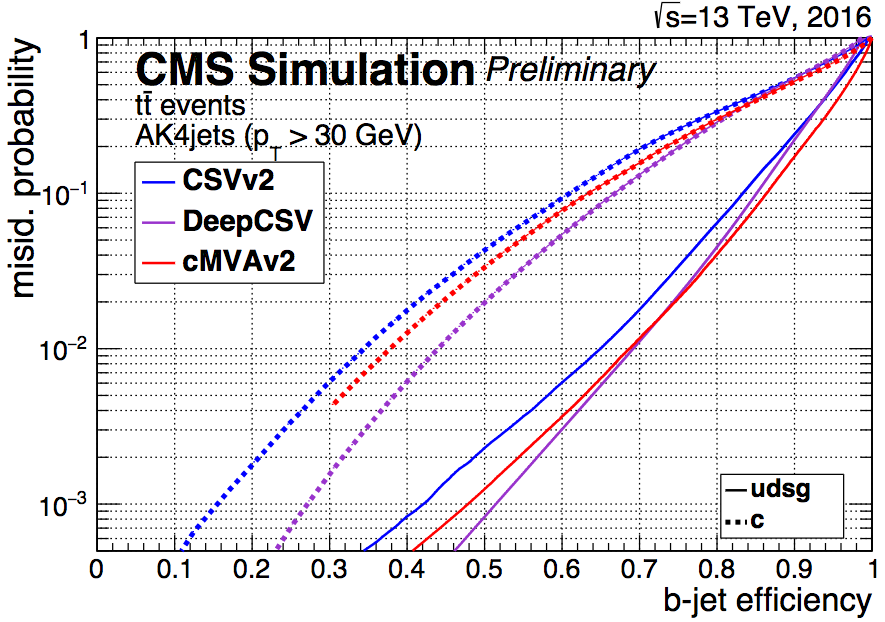 √s=13 TeV, 2016
CMS Simulation Preliminary
tt̄ events
AK4jets (p_T > 30 GeV)
CSVv2
DeepCSV
cMVAv2
misid. probability
1
10⁻¹
10⁻²
10⁻³
udsg
c
0 0.1 0.2 0.3 0.4 0.5 0.6 0.7 0.8 0.9 1
b-jet efficiency